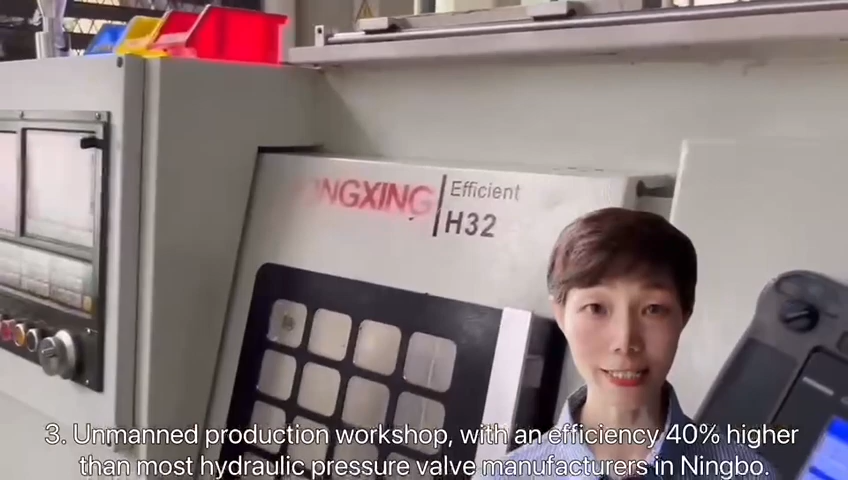 Efficient
H32
3. Unmanned production workshop, with an efficiency 40% higher
than most hydraulic pressure valve manufacturers in Ningbo.